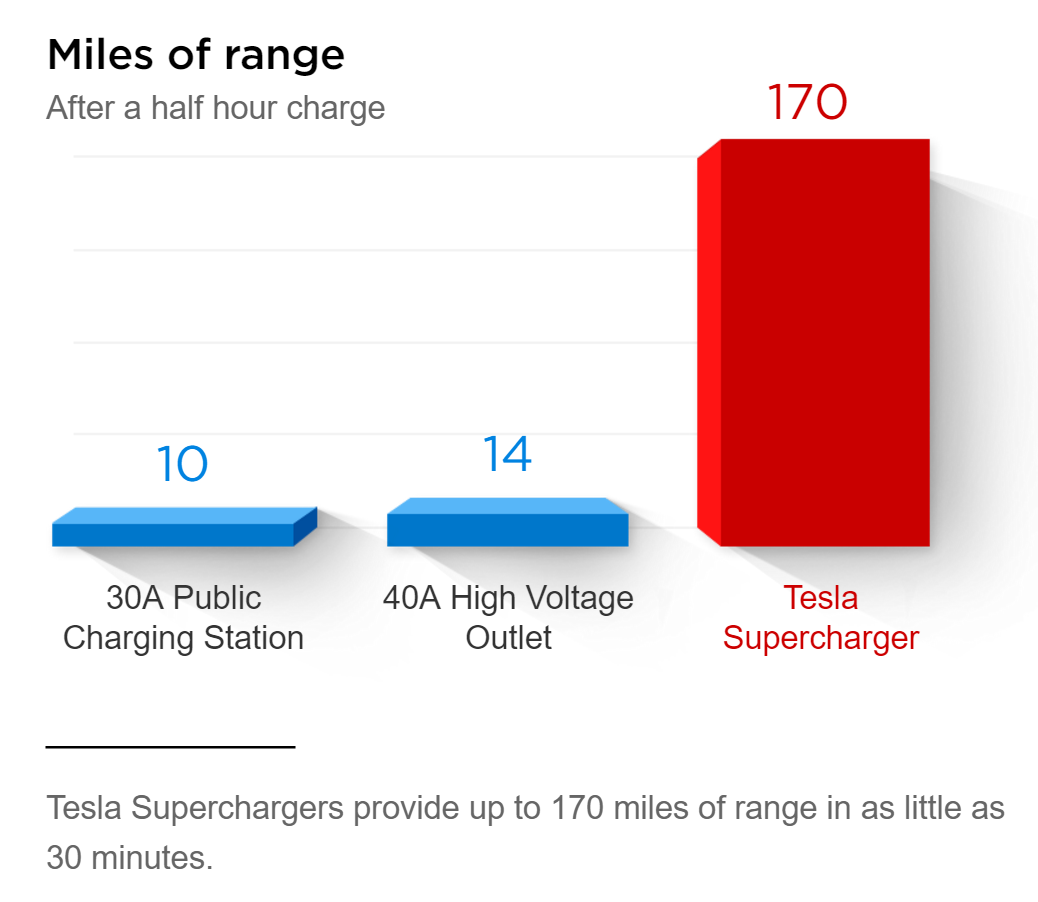 Miles of range
After a half hour charge
170
10
14
30A Public
Charging Station
40A High Voltage
Outlet
Tesla
Supercharger
Tesla Superchargers provide up to 170 miles of range in as little as
30 minutes.